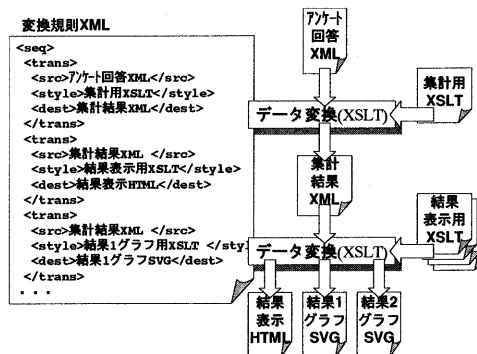 変換規則XML
<seq>
<trans>
<src>アンケート回答XML</src>
<style>集計用XSLT</style>
<dest>集計結果XML</dest>
</trans>
<trans>
<src>集計結果XML </src>
<style>結果表示用XSLT</style>
<dest>結果表示HTML</dest>
</trans>
<trans>
<src>集計結果XML </src>
<style>結果1グラフ用XSLT </styl
<dest>結果1グラフSVG</dest>
</trans>
・・・
アンケート
回答
XML
集計用
XSLT
データ変換(XSLT)
集計
結果
XML
結果
表示用
XSLT
データ変換(XSLT)
結果
表示
HTML
結果1
グラフ
SVG
結果2
グラフ
SVG